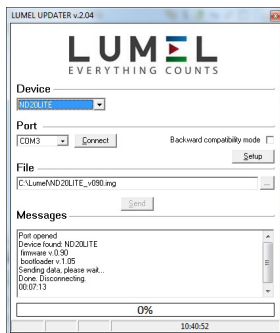 LUMEL UPDATER v.2.04
LUMEL
EVERYTHING COUNTS
Device
ND20LITE
Port
COM3
Connect
Backward compatibility mode
Setup
File
C:\Lumel\ND20LITE_v090.img
...
Send
Messages
Port opened
Device found: ND20LITE
firmware v.0.90
bootloader v.1.05
Sending data, please wait...
Done. Disconnecting.
00:07:13
0%
10:40:52